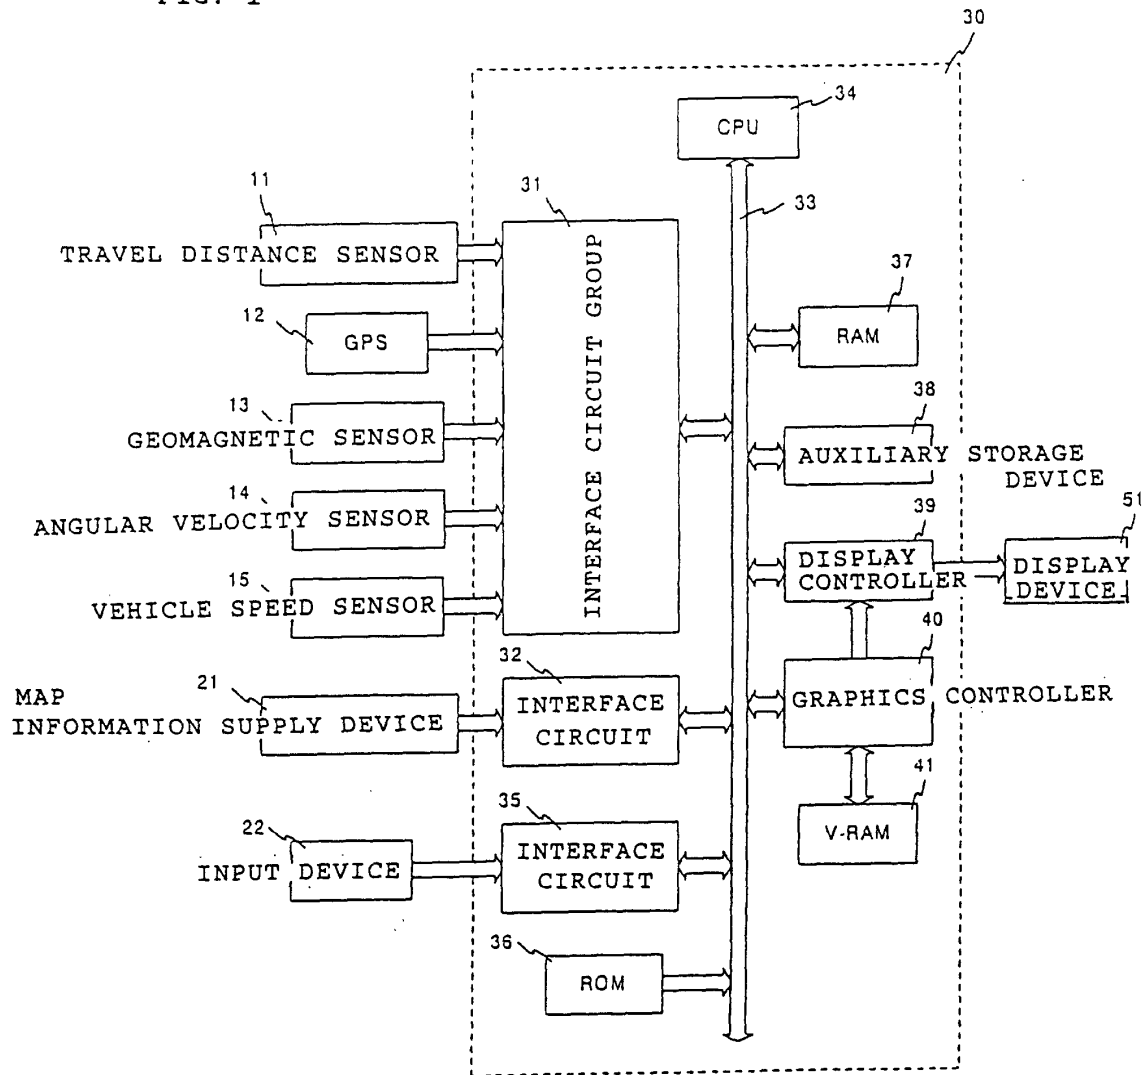 FIG. 1
30
34
CPU
11
31
33
TRAVEL DISTANCE SENSOR
INTERFACE CIRCUIT GROUP
37
12
GPS
RAM
13
GEOMAGNETIC SENSOR
38
AUXILIARY STORAGE
DEVICE
14
ANGULAR VELOCITY SENSOR
39
51
DISPLAY
CONTROLLER
DISPLAY
DEVICE
15
VEHICLE SPEED SENSOR
40
GRAPHICS CONTROLLER
21
MAP
INFORMATION SUPPLY DEVICE
32
INTERFACE
CIRCUIT
41
V-RAM
22
INPUT DEVICE
35
INTERFACE
CIRCUIT
36
ROM